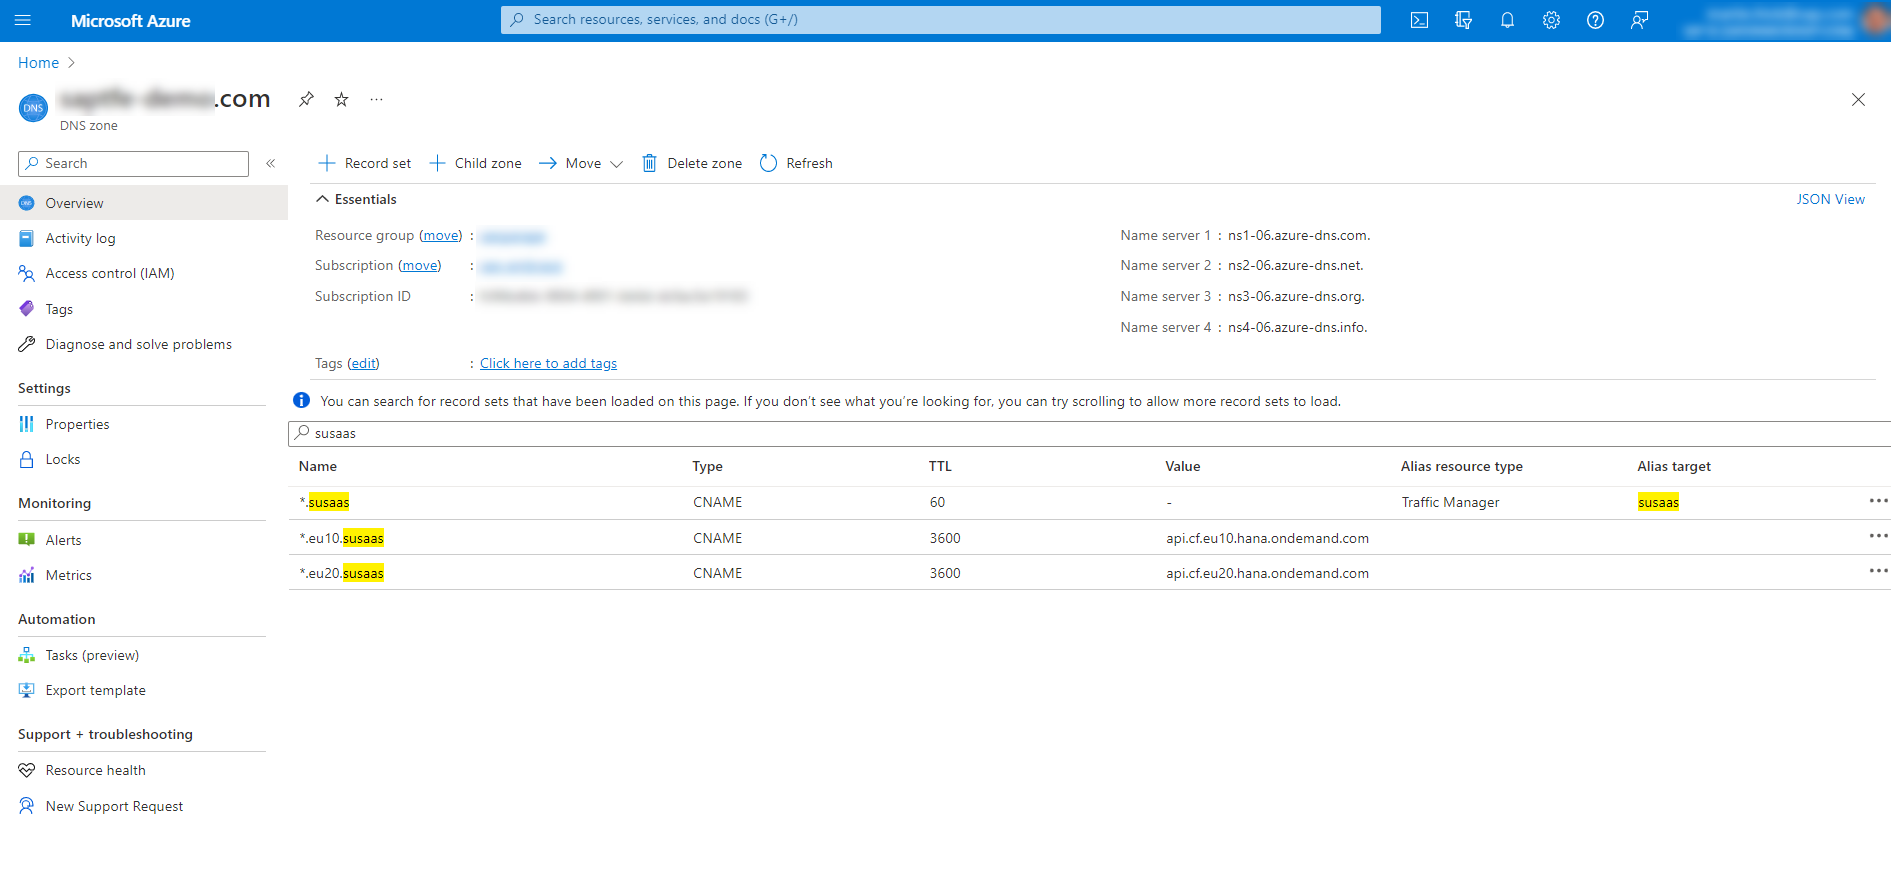 Microsoft Azure
Search resources, services, and docs (G+/)
Home
.com
DNS
DNS zone
Search
Record set
Child zone
Move
Delete zone
Refresh
Overview
Activity log
Access control (IAM)
Tags
Diagnose and solve problems
Settings
Properties
Locks
Monitoring
Alerts
Metrics
Automation
Tasks (preview)
Export template
Support + troubleshooting
Resource health
New Support Request
Essentials
JSON View
Resource group (move) :
Subscription (move) :
Subscription ID :
Name server 1 : ns1-06.azure-dns.com.
Name server 2 : ns2-06.azure-dns.net.
Name server 3 : ns3-06.azure-dns.org.
Name server 4 : ns4-06.azure-dns.info.
Tags (edit) : Click here to add tags
You can search for record sets that have been loaded on this page. If you don't see what you're looking for, you can try scrolling to allow more record sets to load.
susaas
Name Type TTL Value Alias resource type Alias target
*.susaas CNAME 60 - Traffic Manager susaas
*.eu10.susaas CNAME 3600 api.cf.eu10.hana.ondemand.com
*.eu20.susaas CNAME 3600 api.cf.eu20.hana.ondemand.com